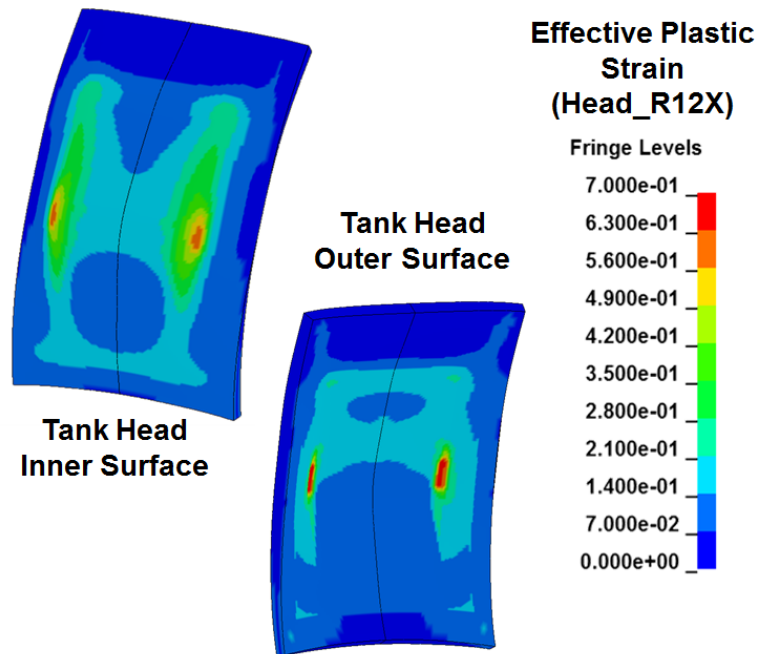 Effective Plastic
Strain
(Head_R12X)
Fringe Levels
7.000e-01
6.300e-01
5.600e-01
4.900e-01
4.200e-01
3.500e-01
2.800e-01
2.100e-01
1.400e-01
7.000e-02
0.000e+00
Tank Head
Outer Surface
Tank Head
Inner Surface